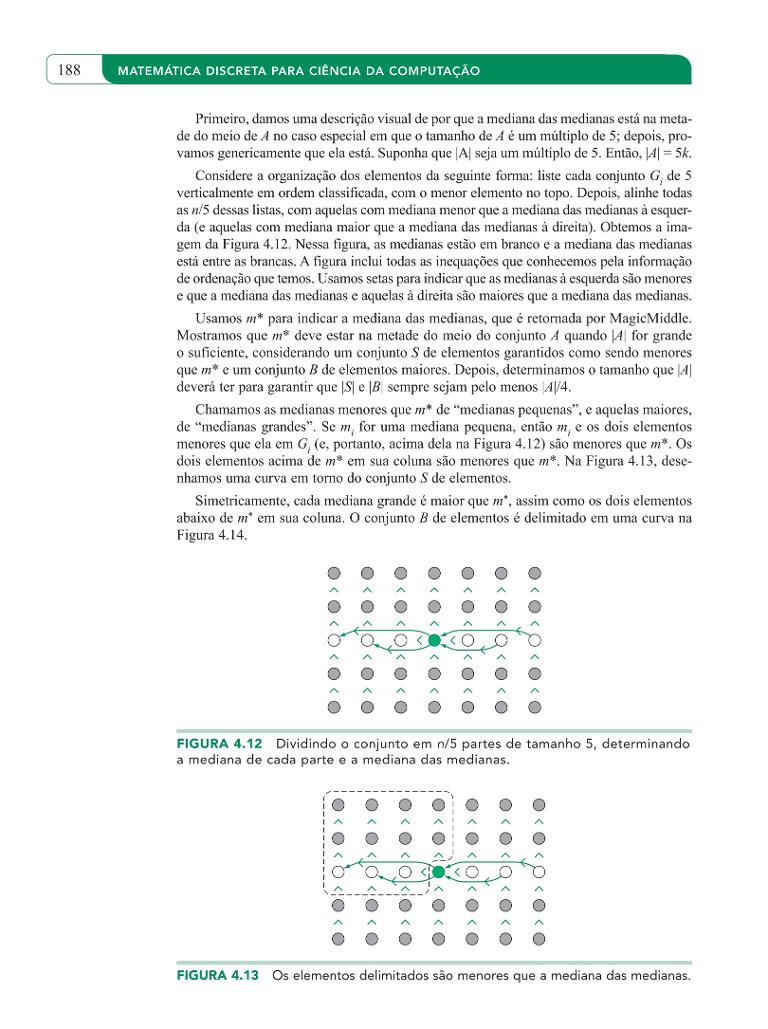 188
MATEMÁTICA DISCRETA PARA CIÊNCIA DA COMPUTAÇÃO
Primeiro, damos uma descrição visual de por que a mediana das medianas está na meta-
de do meio de A no caso especial em que o tamanho de A é um múltiplo de 5; depois, pro-
vamos genericamente que ela está. Suponha que |A| seja um múltiplo de 5. Então, |A| = 5k.
Considere a organização dos elementos da seguinte forma: liste cada conjunto Gi de 5
verticalmente em ordem classificada, com o menor elemento no topo. Depois, alinhe todas
as n/5 dessas listas, com aquelas com mediana menor que a mediana das medianas à esquer-
da (e aquelas com mediana maior que a mediana das medianas à direita). Obtemos a ima-
gem da Figura 4.12. Nessa figura, as medianas estão em branco e a mediana das medianas
está entre as brancas. A figura inclui todas as inequações que conhecemos pela informação
de ordenação que temos. Usamos setas para indicar que as medianas à esquerda são menores
e que a mediana das medianas e aquelas à direita são maiores que a mediana das medianas.
Usamos m* para indicar a mediana das medianas, que é retornada por MagicMiddle.
Mostramos que m* deve estar na metade do meio do conjunto A quando |A| for grande
o suficiente, considerando um conjunto S de elementos garantidos como sendo menores
que m* e um conjunto B de elementos maiores. Depois, determinamos o tamanho que |A|
deverá ter para garantir que |S| e |B| sempre sejam pelo menos |A|/4.
Chamamos as medianas menores que m* de “medianas pequenas”, e aquelas maiores,
de “medianas grandes”. Se mi for uma mediana pequena, então mi e os dois elementos
menores que ela em Gi (e, portanto, acima dela na Figura 4.12) são menores que m*. Os
dois elementos acima de m* em sua coluna são menores que m*. Na Figura 4.13, dese-
nhamos uma curva em torno do conjunto S de elementos.
Simetricamente, cada mediana grande é maior que m*, assim como os dois elementos
abaixo de m* em sua coluna. O conjunto B de elementos é delimitado em uma curva na
Figura 4.14.
FIGURA 4.12 Dividindo o conjunto em n/5 partes de tamanho 5, determinando
a mediana de cada parte e a mediana das medianas.
FIGURA 4.13 Os elementos delimitados são menores que a mediana das medianas.